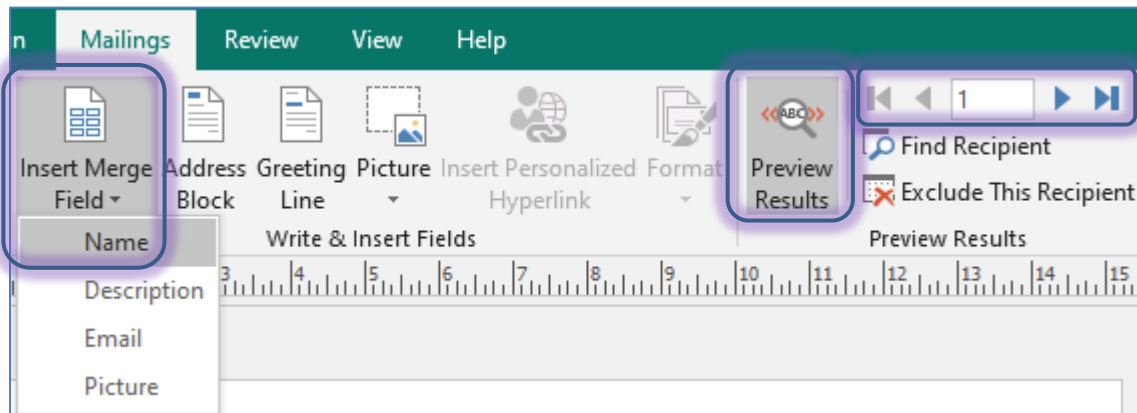 n Mailings Review View Help
Insert Merge Field
Address Block
Greeting Line
Picture
Insert Personalized Hyperlink
Format
«ABC»
Preview Results
1
Find Recipient
Exclude This Recipient
Write & Insert Fields
Preview Results
Name
Description
Email
Picture
3 4 5 6 7 8 9 10 11 12 13 14 15